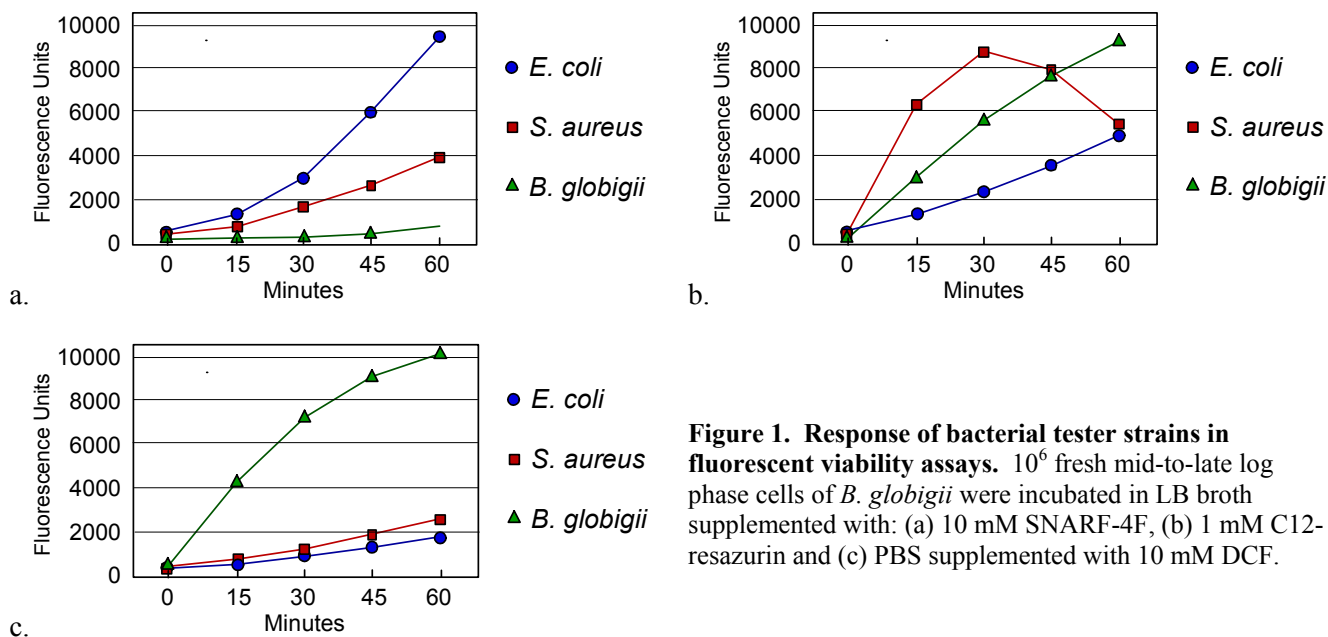 10000
8000
6000
4000
2000
0
Fluorescence Units
0 15 30 45 60
Minutes
E. coli
S. aureus
B. globigii
a.
10000
8000
6000
4000
2000
0
Fluorescence Units
0 15 30 45 60
Minutes
E. coli
S. aureus
B. globigii
b.
10000
8000
6000
4000
2000
0
Fluorescence Units
0 15 30 45 60
Minutes
E. coli
S. aureus
B. globigii
c.
Figure 1. Response of bacterial tester strains in
fluorescent viability assays. 10⁶ fresh mid-to-late log
phase cells of B. globigii were incubated in LB broth
supplemented with: (a) 10 mM SNARF-4F, (b) 1 mM C12-
resazurin and (c) PBS supplemented with 10 mM DCF.